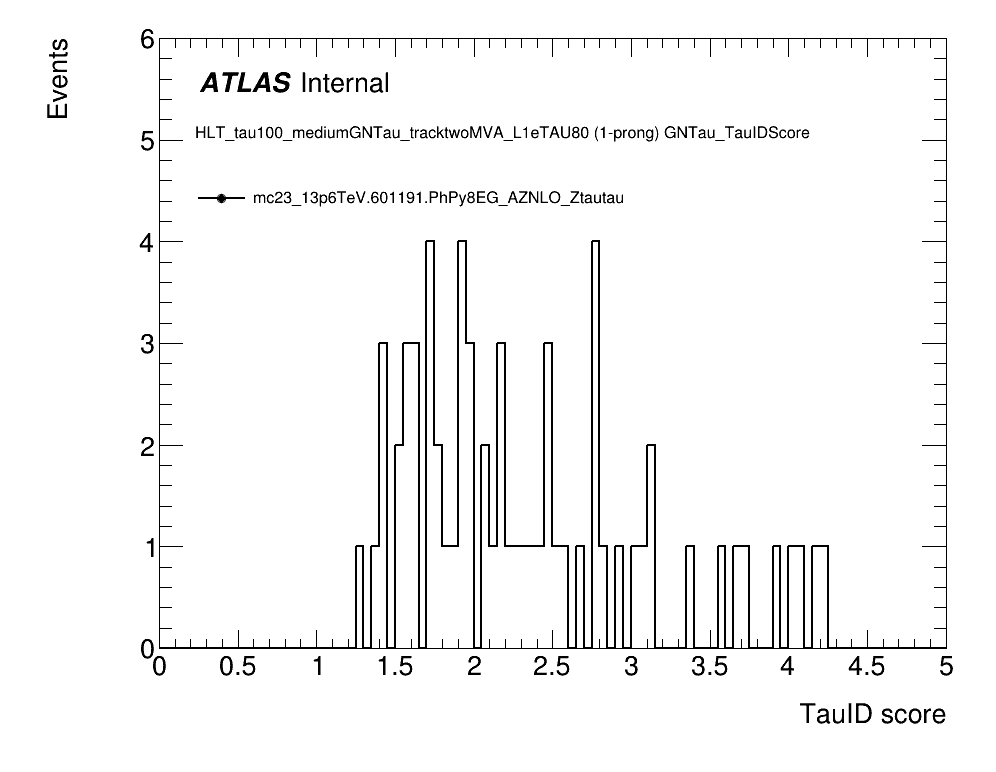 6
Events
ATLAS Internal
HLT_tau100_mediumGNTau_tracktwoMVA_L1eTAU80 (1-prong) GNTau_TauIDScore
5
mc23_13p6TeV.601191.PhPy8EG_AZNLO_Ztautau
4
3
2
1
0
0 0.5 1 1.5 2 2.5 3 3.5 4 4.5 5
TauID score